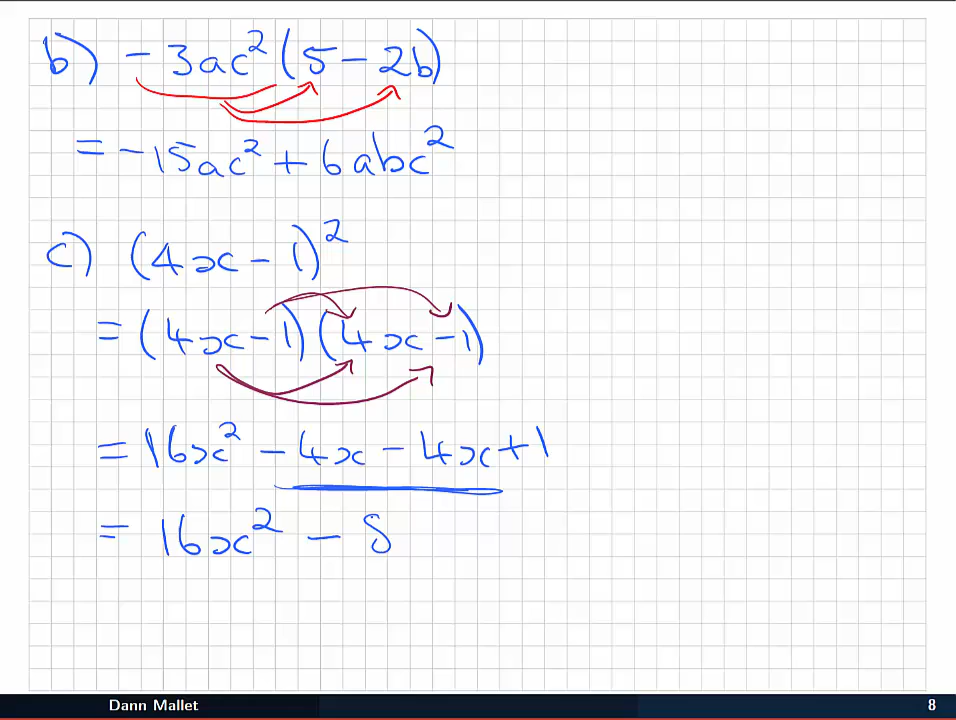 b) -3ac²(5-2b)
= -15ac² + 6abc²
c) (4x-1)²
= (4x-1)(4x-1)
= 16x² - 4x - 4x + 1
= 16x² - 8
Dann Mallet 8